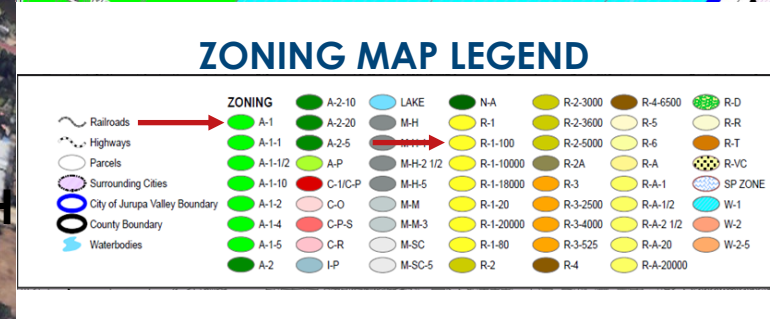 ZONING MAP LEGEND
Railroads
Highways
Parcels
Surrounding Cities
City of Jurupa Valley Boundary
County Boundary
Waterbodies
ZONING
A-1
A-1-1
A-1-1/2
A-1-10
A-1-2
A-1-4
A-1-5
A-2
A-2-10
A-2-20
A-2-5
A-P
C-1/C-P
C-O
C-P-S
C-R
I-P
LAKE
M-H
M-H-2 1/2
M-H-5
M-M
M-M-3
M-SC
M-SC-5
N-A
R-1
R-1-100
R-1-10000
R-1-18000
R-1-20
R-1-20000
R-1-80
R-2
R-2-3000
R-2-3600
R-2-5000
R-2A
R-3
R-3-2500
R-3-4000
R-3-525
R-4
R-4-6500
R-5
R-6
R-A
R-A-1
R-A-1/2
R-A-2 1/2
R-A-20
R-A-20000
R-D
R-R
R-T
R-VC
SP ZONE
W-1
W-2
W-2-5